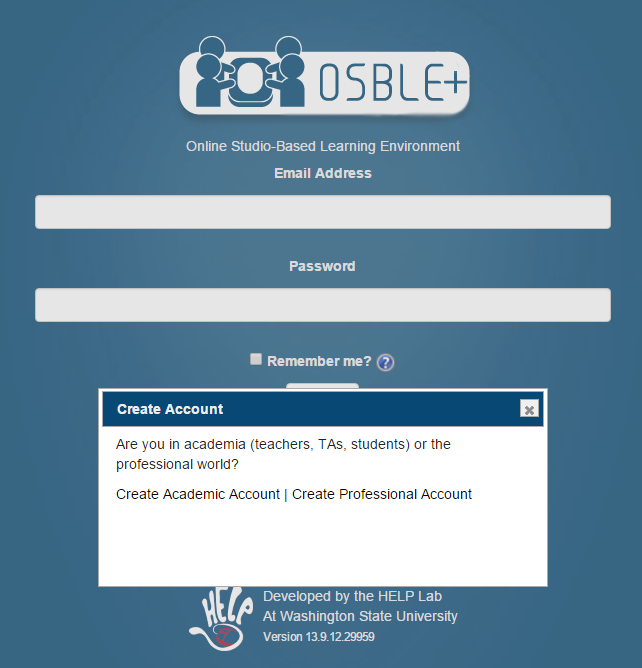 OSBLE+
Online Studio-Based Learning Environment
Email Address
Password
Remember me? ?
Create Account
Are you in academia (teachers, TAs, students) or the
professional world?
Create Academic Account | Create Professional Account
HELP
Developed by the HELP Lab
At Washington State University
Version 13.9.12.29959